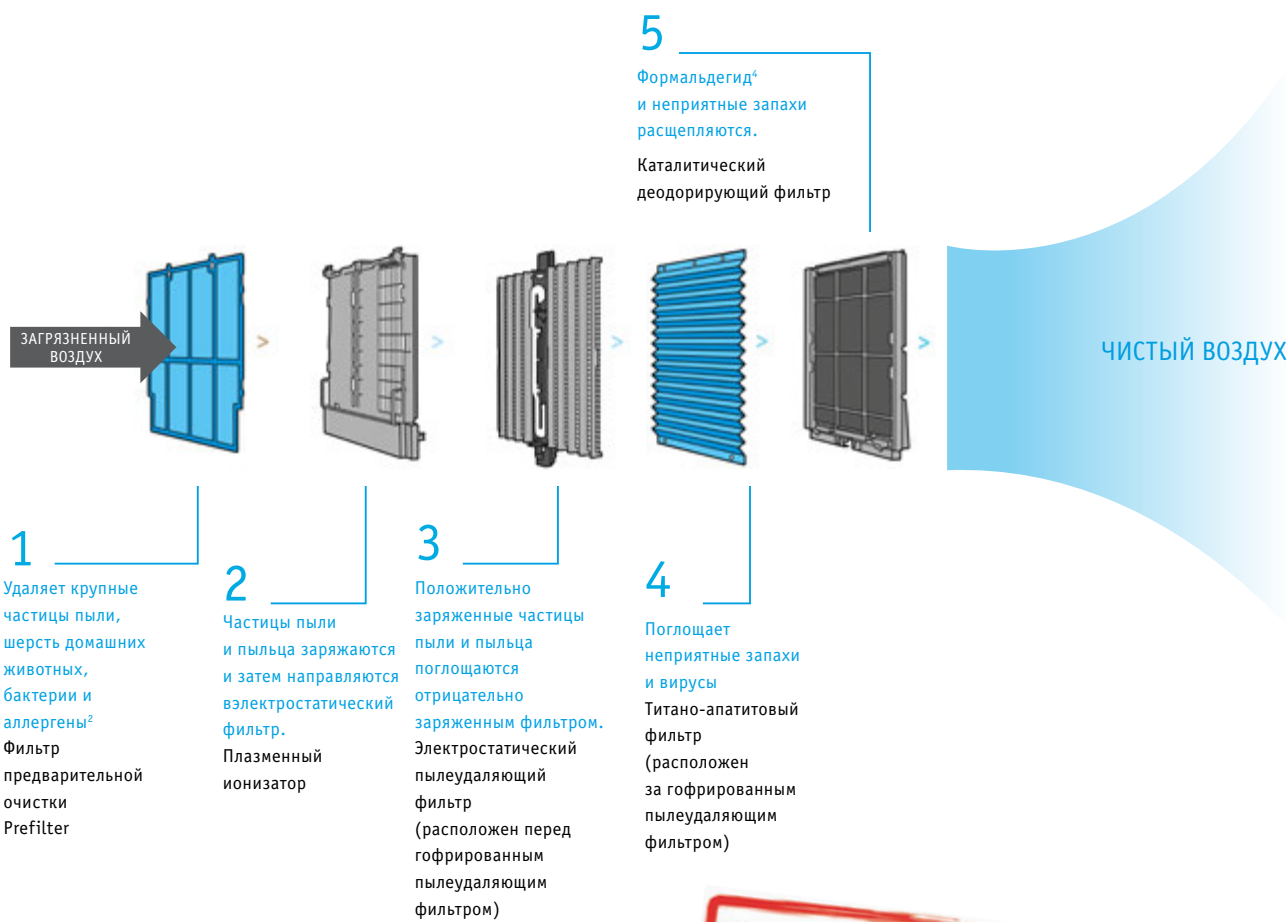 5
Формальдегид⁴
и неприятные запахи
расщепляются.
Каталитический
деодорирующий фильтр
ЗАГРЯЗНЕННЫЙ
ВОЗДУХ
ЧИСТЫЙ ВОЗДУХ
1
Удаляет крупные
частицы пыли,
шерсть домашних
животных,
бактерии и
аллергены²
Фильтр
предварительной
очистки
Prefilter
2
Частицы пыли
и пыльца заряжаются
и затем направляются
вэлектростатический
фильтр.
Плазменный
ионизатор
3
Положительно
заряженные частицы
пыли и пыльца
поглощаются
отрицательно
заряженным фильтром.
Электростатический
пылеудаляющий
фильтр
(расположен перед
гофрированным
пылеудаляющим
фильтром)
4
Поглощает
неприятные запахи
и вирусы
Титано-апатитовый
фильтр
(расположен
за гофрированным
пылеудаляющим
фильтром)